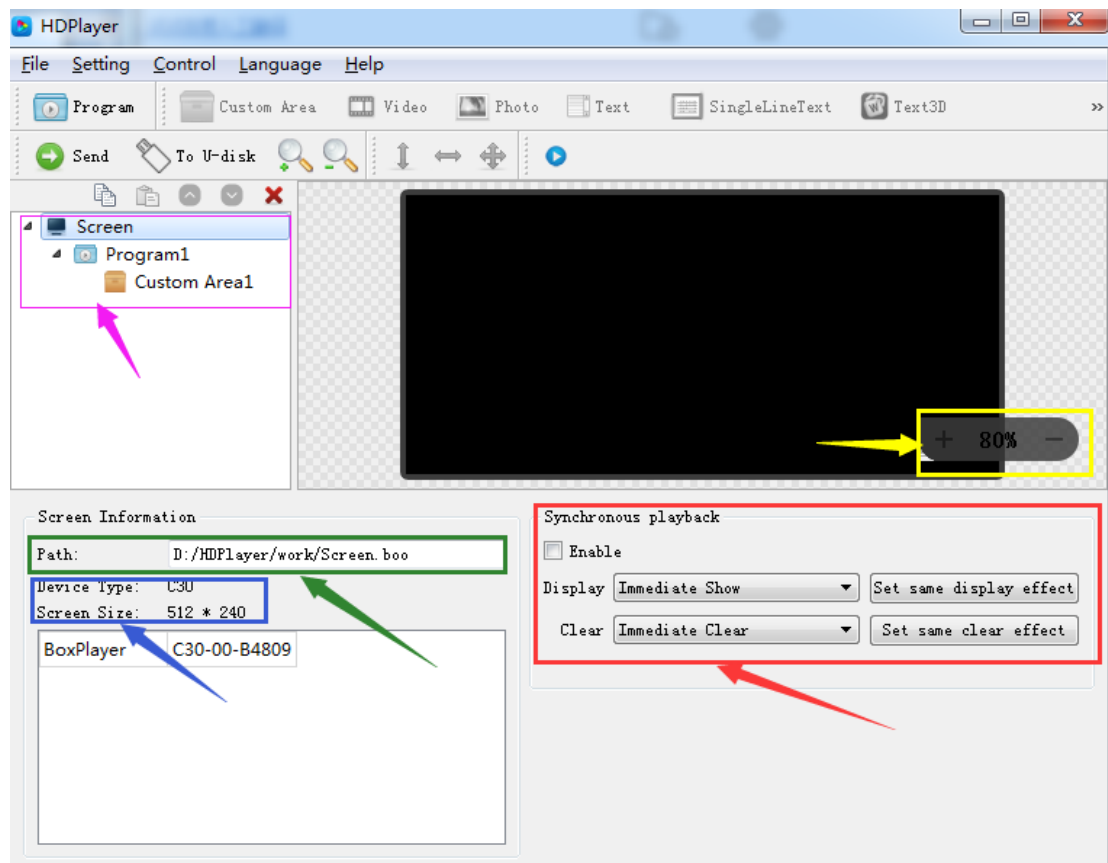 HDPlayer
File Setting Control Language Help
Program Custom Area Video Photo Text SingleLineText Text3D »
Send To U-disk
Screen
Program1
Custom Area1
+ 80% −
Screen Information
Path: D:/HDPlayer/work/Screen.boo
Device Type: C30
Screen Size: 512 * 240
BoxPlayer C30-00-B4809
Synchronous playback
Enable
Display Immediate Show Set same display effect
Clear Immediate Clear Set same clear effect